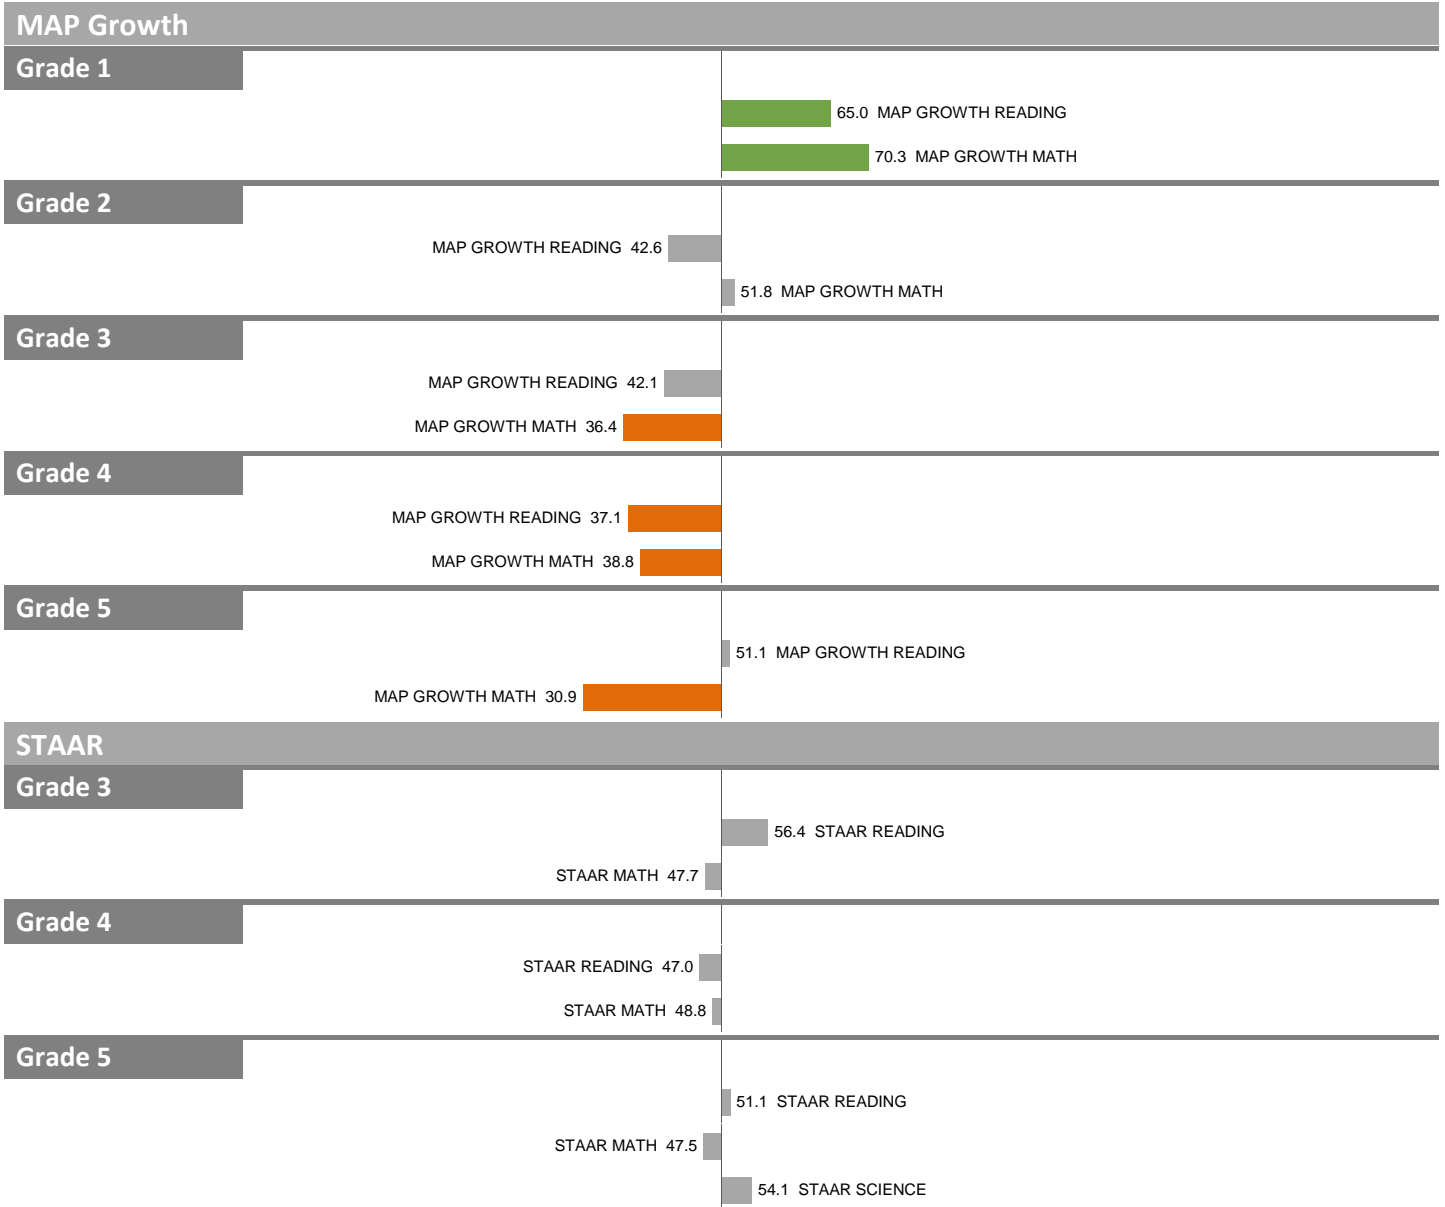 MAP Growth
Grade 1
65.0 MAP GROWTH READING
70.3 MAP GROWTH MATH
Grade 2
MAP GROWTH READING 42.6
51.8 MAP GROWTH MATH
Grade 3
MAP GROWTH READING 42.1
MAP GROWTH MATH 36.4
Grade 4
MAP GROWTH READING 37.1
MAP GROWTH MATH 38.8
Grade 5
51.1 MAP GROWTH READING
MAP GROWTH MATH 30.9
STAAR
Grade 3
56.4 STAAR READING
STAAR MATH 47.7
Grade 4
STAAR READING 47.0
STAAR MATH 48.8
Grade 5
51.1 STAAR READING
STAAR MATH 47.5
54.1 STAAR SCIENCE